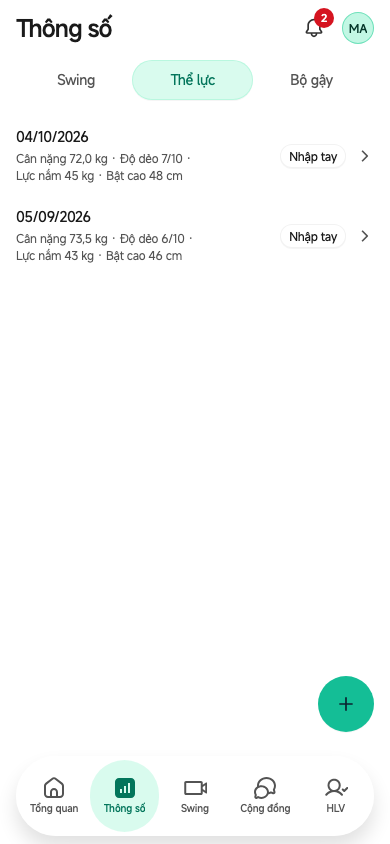 Thông số
2
MA
Swing
Thể lực
Bộ gậy
04/10/2026
Cân nặng 72,0 kg · Độ dẻo 7/10 ·
Lực nắm 45 kg · Bật cao 48 cm
Nhập tay
05/09/2026
Cân nặng 73,5 kg · Độ dẻo 6/10 ·
Lực nắm 43 kg · Bật cao 46 cm
Nhập tay
Tổng quan
Thông số
Swing
Cộng đồng
HLV